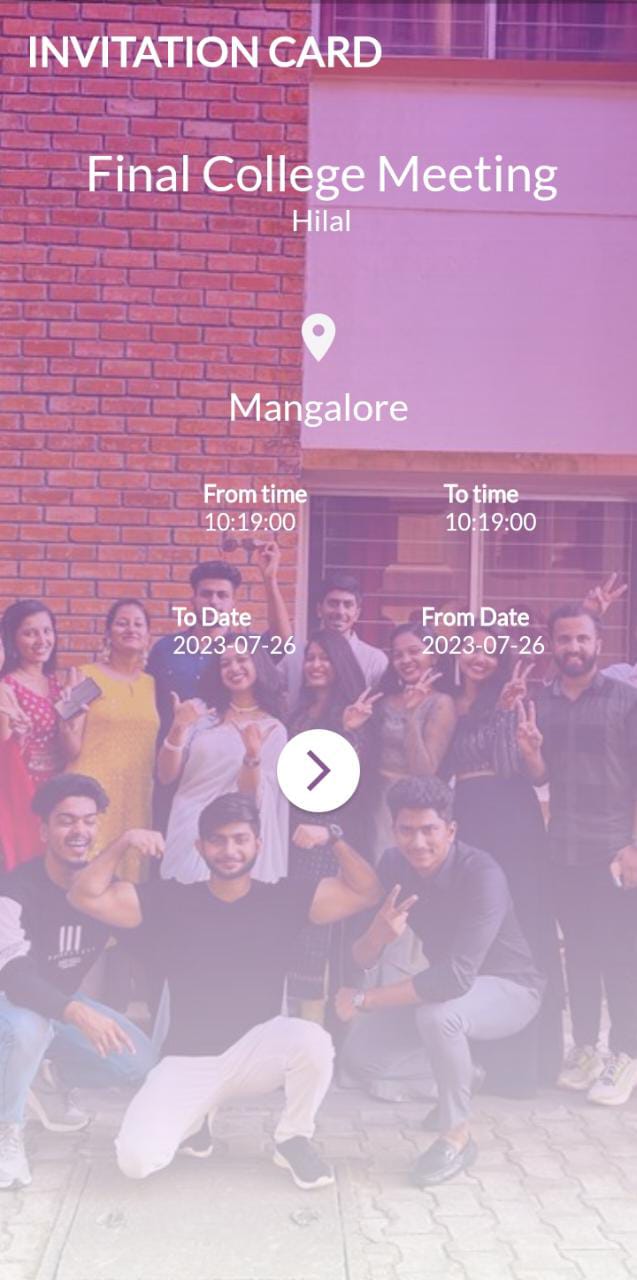 INVITATION CARD
Final College Meeting
Hilal
Mangalore
From time
10:19:00
To time
10:19:00
To Date
2023-07-26
From Date
2023-07-26